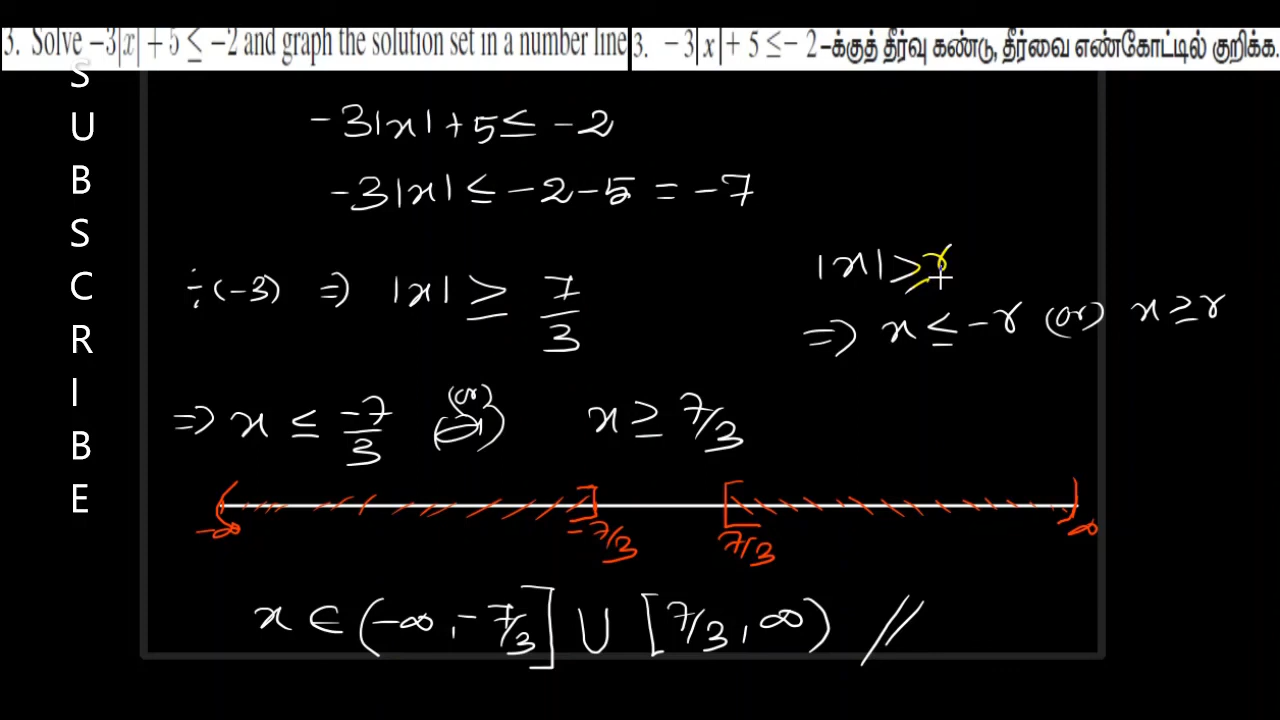 3. Solve −3|x| + 5 ≤ −2 and graph the solution set in a number line
3. −3|x| + 5 ≤ − 2 -க்குத் தீர்வு கண்டு, தீர்வை எண்கோட்டில் குறிக்க.
SUBSCRIBE
-3|x| + 5 ≤ -2
-3|x| ≤ -2-5 = -7
÷(-3) ⇒ |x| ≥ 7/3
|x| > r
⇒ x ≤ -r (or) x ≥ r
⇒ x ≤ -7/3 (or) x ≥ 7/3
-∞ -7/3 7/3 ∞
x ∈ (-∞, -7/3] ∪ [7/3, ∞) //